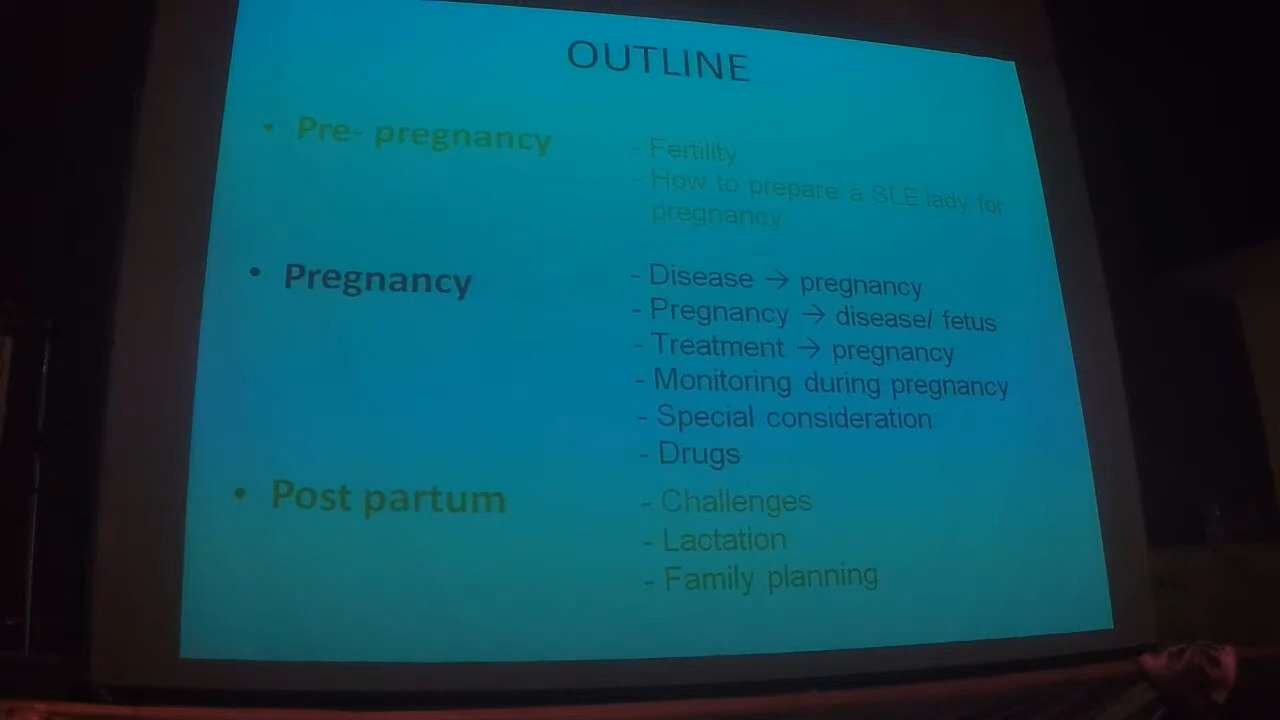 OUTLINE
• Pre- pregnancy
- Fertility
- How to prepare a SLE lady for
pregnancy
• Pregnancy
- Disease → pregnancy
- Pregnancy → disease/ fetus
- Treatment → pregnancy
- Monitoring during pregnancy
- Special consideration
- Drugs
• Post partum
- Challenges
- Lactation
- Family planning